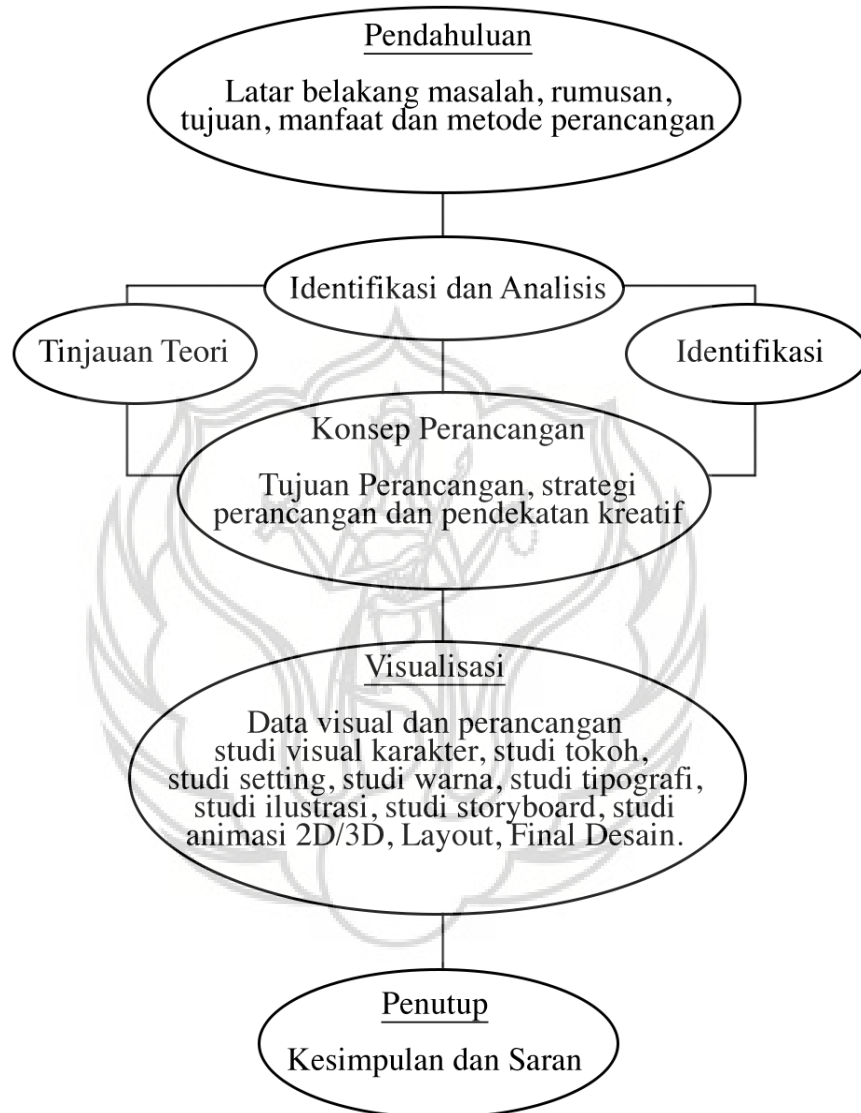 Pendahuluan
Latar belakang masalah, rumusan,
tujuan, manfaat dan metode perancangan
Identifikasi dan Analisis
Tinjauan Teori
Identifikasi
Konsep Perancangan
Tujuan Perancangan, strategi
perancangan dan pendekatan kreatif
Visualisasi
Data visual dan perancangan
studi visual karakter, studi tokoh,
studi setting, studi warna, studi tipografi,
studi ilustrasi, studi storyboard, studi
animasi 2D/3D, Layout, Final Desain.
Penutup
Kesimpulan dan Saran